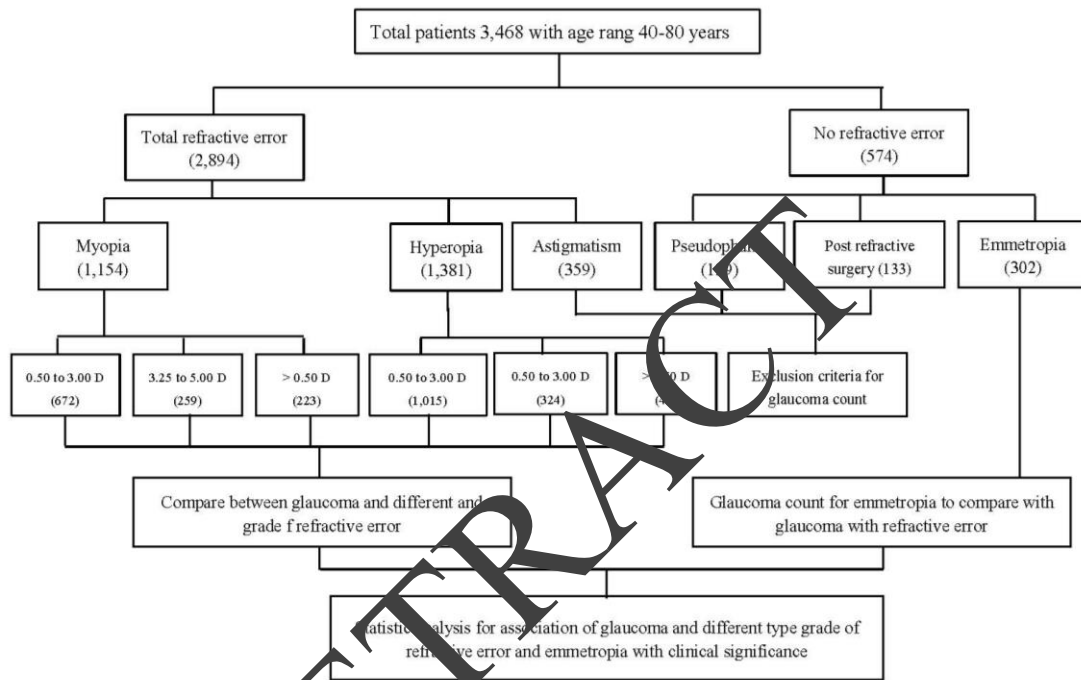 Total patients 3,468 with age rang 40-80 years
Total refractive error
(2,894)
No refractive error
(574)
Myopia
(1,154)
Hyperopia
(1,381)
Astigmatism
(359)
Post refractive
surgery (133)
Emmetropia
(302)
0.50 to 3.00 D
(672)
3.25 to 5.00 D
(259)
> 0.50 D
(223)
0.50 to 3.00 D
(1,015)
0.50 to 3.00 D
(324)
Exclusion criteria for
glaucoma count
Compare between glaucoma and different and
grade f refractive error
Glaucoma count for emmetropia to compare with
glaucoma with refractive error
for association of glaucoma and different type grade of
error and emmetropia with clinical significance
TRACT